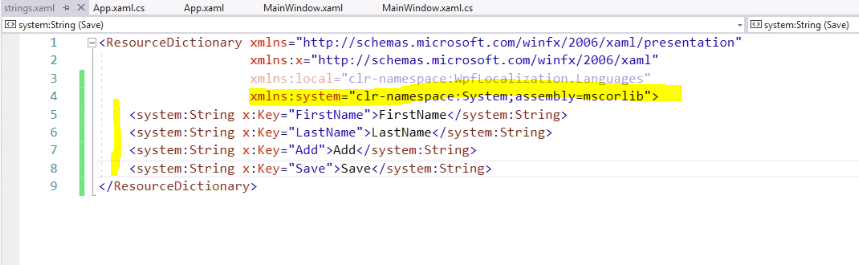 strings.xaml App.xaml.cs App.xaml MainWindow.xaml MainWindow.xaml.cs
system:String (Save) system:String (Save)
1 <ResourceDictionary xmlns="http://schemas.microsoft.com/winfx/2006/xaml/presentation"
2 xmlns:x="http://schemas.microsoft.com/winfx/2006/xaml"
3 xmlns:local="clr-namespace:WpfLocalization.Languages"
4 xmlns:system="clr-namespace:System;assembly=mscorlib">
5 <system:String x:Key="FirstName">FirstName</system:String>
6 <system:String x:Key="LastName">LastName</system:String>
7 <system:String x:Key="Add">Add</system:String>
8 <system:String x:Key="Save">Save</system:String>
9 </ResourceDictionary>